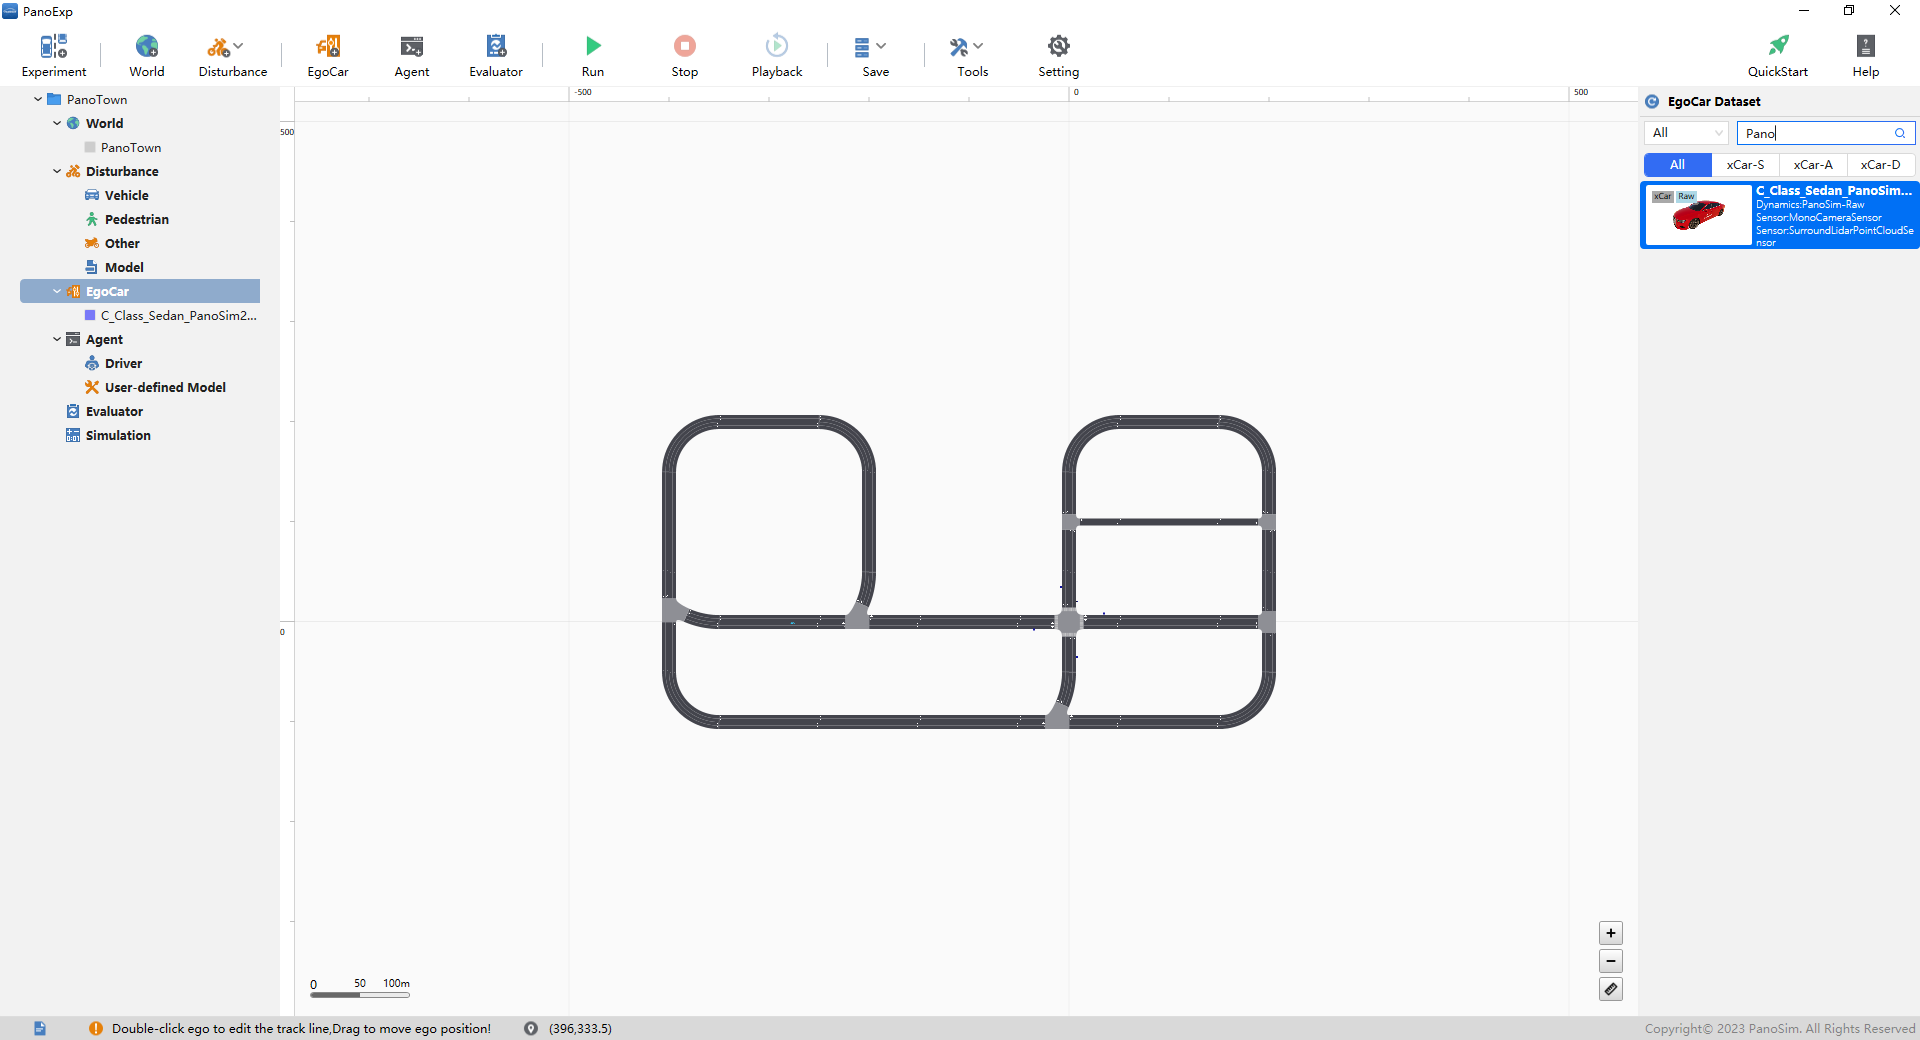 PanoExp
Experiment World Disturbance EgoCar Agent Evaluator Run Stop Playback Save Tools Setting QuickStart Help
PanoTown
World
PanoTown
Disturbance
Vehicle
Pedestrian
Other
Model
EgoCar
C_Class_Sedan_PanoSim2...
Agent
Driver
User-defined Model
Evaluator
Simulation
-500 0 500
500
0
0 50 100m
+
−
EgoCar Dataset
All Pano
All xCar-S xCar-A xCar-D
xCar Raw
C_Class_Sedan_PanoSim...
Dynamics:PanoSim-Raw
Sensor:MonoCameraSensor
Sensor:SurroundLidarPointCloudSe
nsor
Double-click ego to edit the track line,Drag to move ego position! (396,333.5) Copyright© 2023 PanoSim. All Rights Reserved